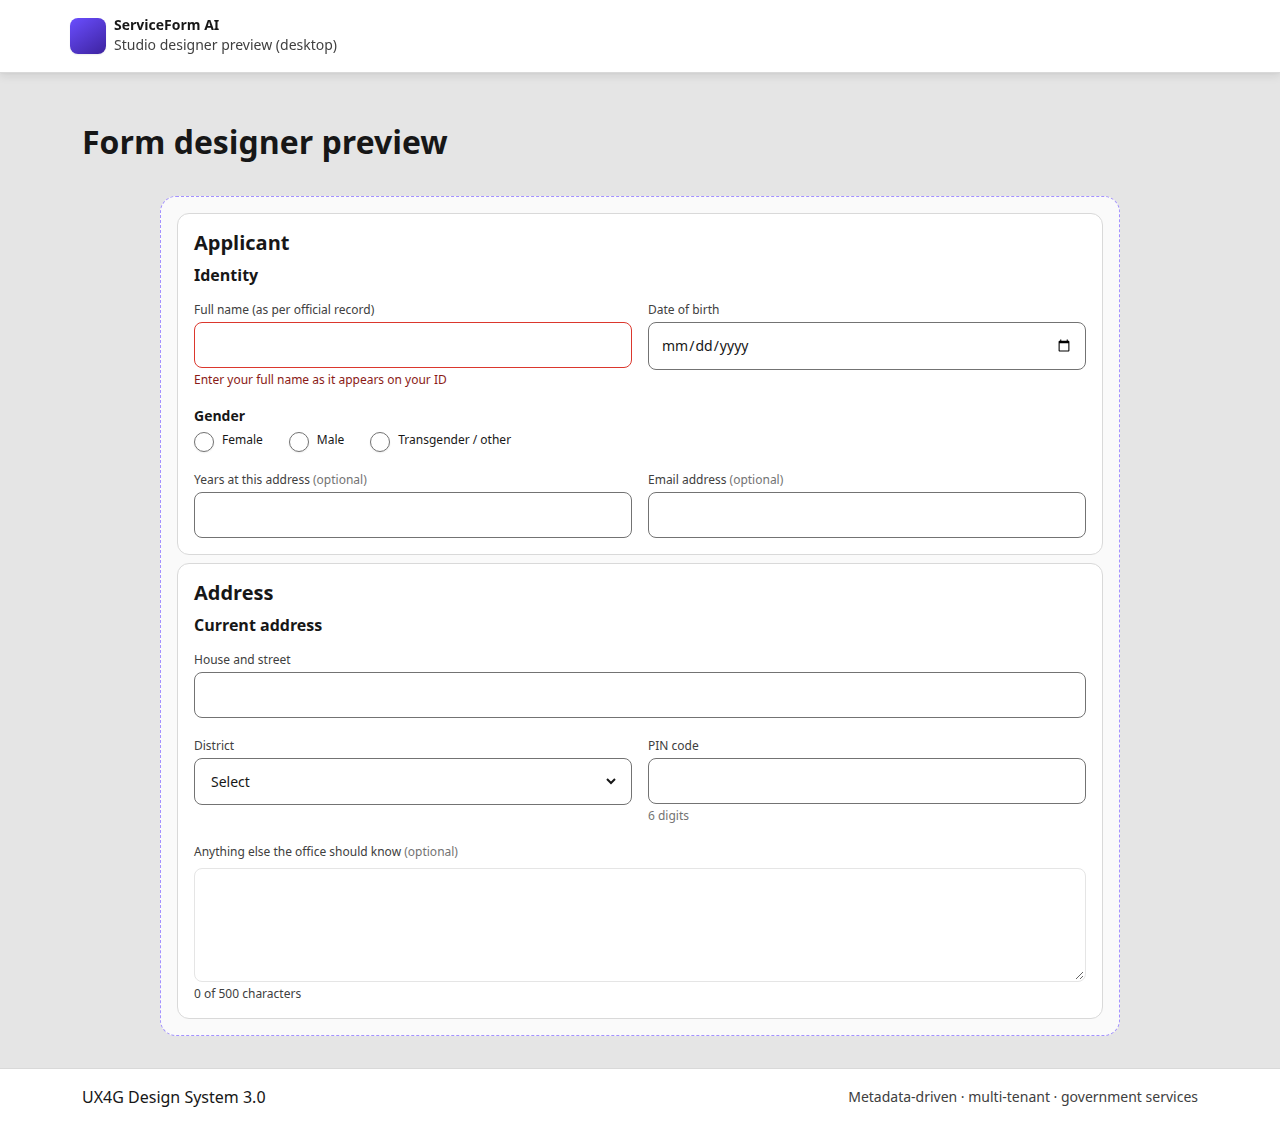 ServiceForm AI
Studio designer preview (desktop)
Form designer preview
Applicant
Identity
Full name (as per official record)
Date of birth
mm/dd/yyyy
Enter your full name as it appears on your ID
Gender
Female
Male
Transgender / other
Years at this address (optional)
Email address (optional)
Address
Current address
House and street
District
PIN code
Select
6 digits
Anything else the office should know (optional)
0 of 500 characters
UX4G Design System 3.0
Metadata-driven · multi-tenant · government services